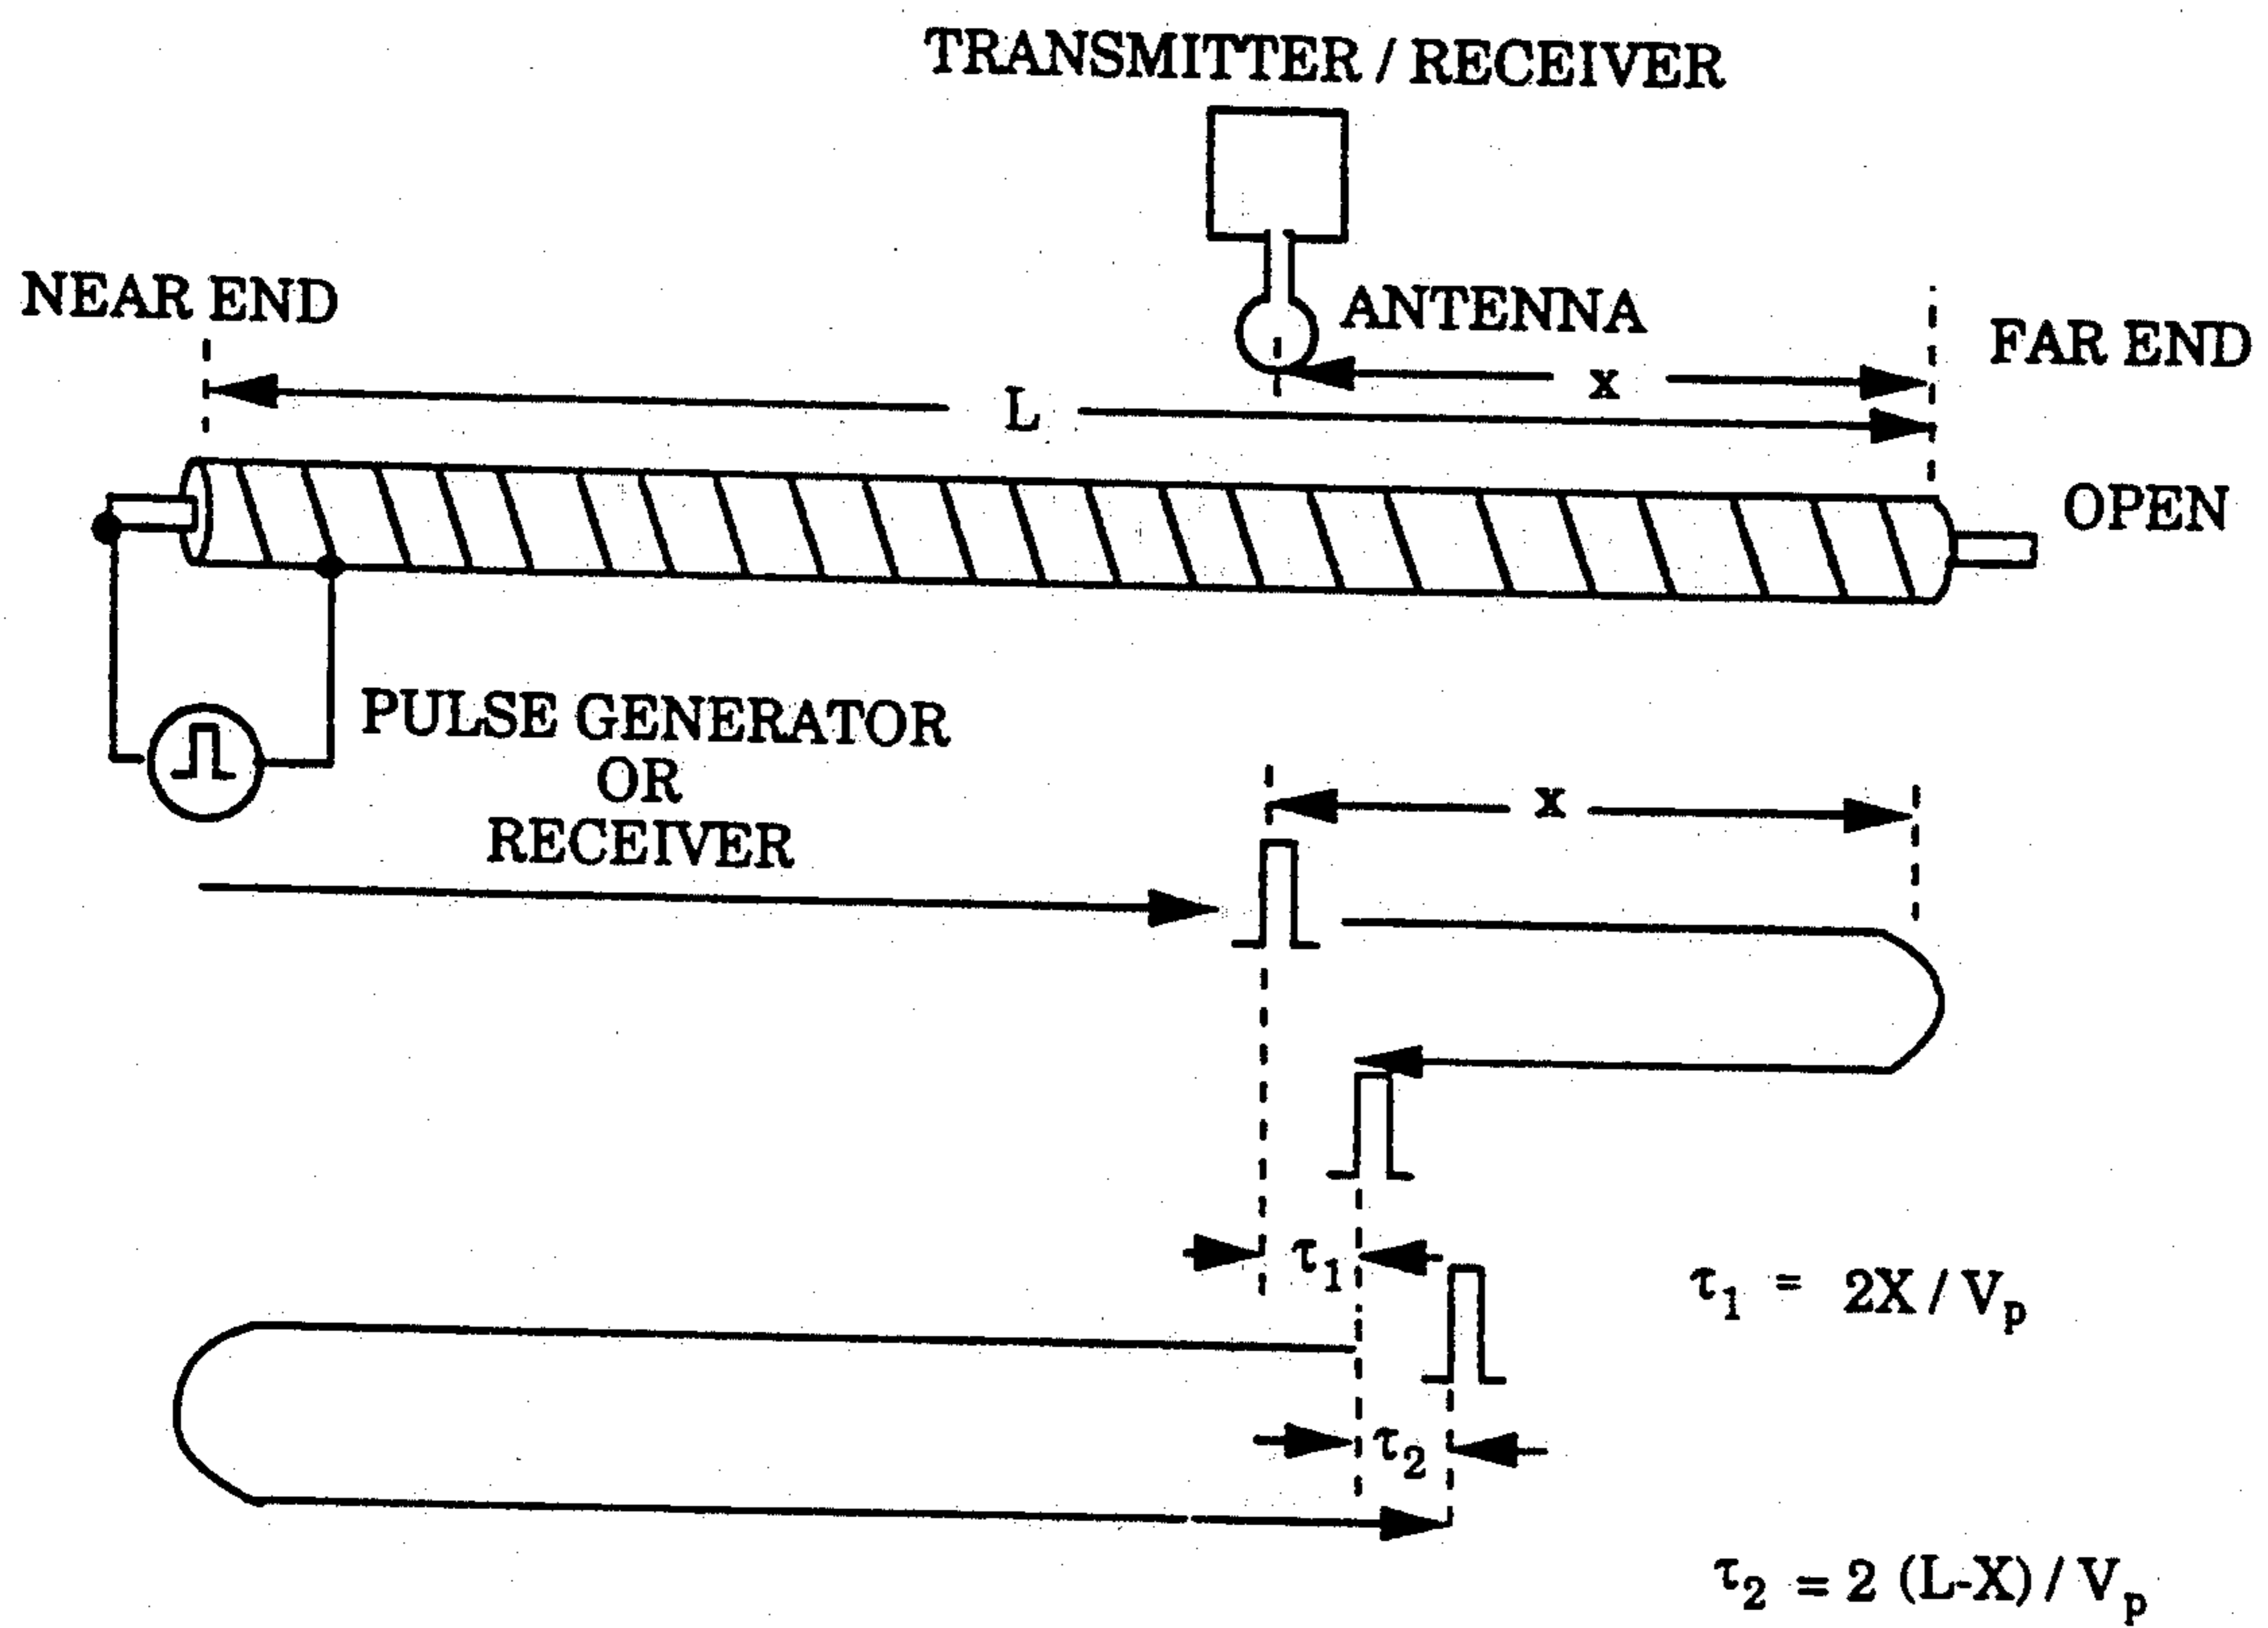 TRANSMITTER / RECEIVER
NEAR END
ANTENNA
FAR END
x
L
OPEN
PULSE GENERATOR
OR
RECEIVER
x
τ1
τ1 = 2X / Vp
τ2
τ2 = 2 (L-X) / Vp